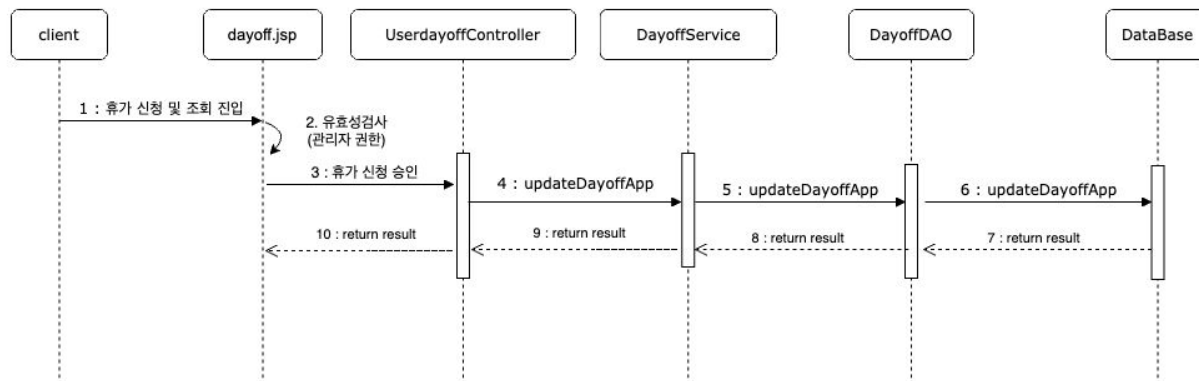 client
dayoff.jsp
UserdayoffController
DayoffService
DayoffDAO
DataBase
1 : 휴가 신청 및 조회 진입
2. 유효성검사
(관리자 권한)
3 : 휴가 신청 승인
4 : updateDayoffApp
5 : updateDayoffApp
6 : updateDayoffApp
10 : return result
9 : return result
8 : return result
7 : return result